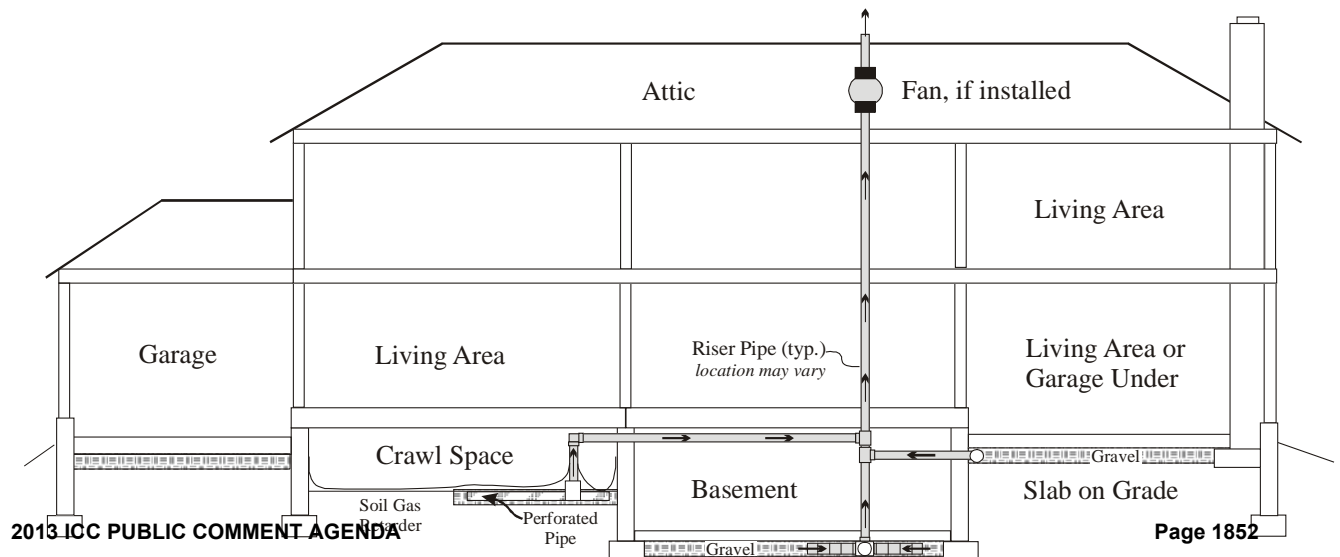 Attic
Fan, if installed
Living Area
Garage
Living Area
Riser Pipe (typ.)
location may vary
Living Area or
Garage Under
Crawl Space
Gravel
Basement
Slab on Grade
Soil Gas
Retarder
Perforated
Pipe
Gravel
2013 ICC PUBLIC COMMENT AGENDA
Page 1852